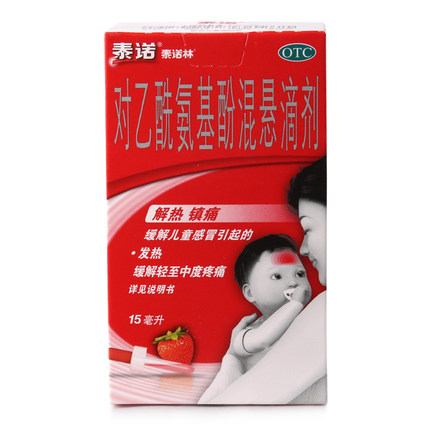 泰诺 泰诺林
OTC
对乙酰氨基酚混悬滴剂
解热 镇痛
缓解儿童感冒引起的
·发热
缓解轻至中度疼痛
详见说明书
15毫升